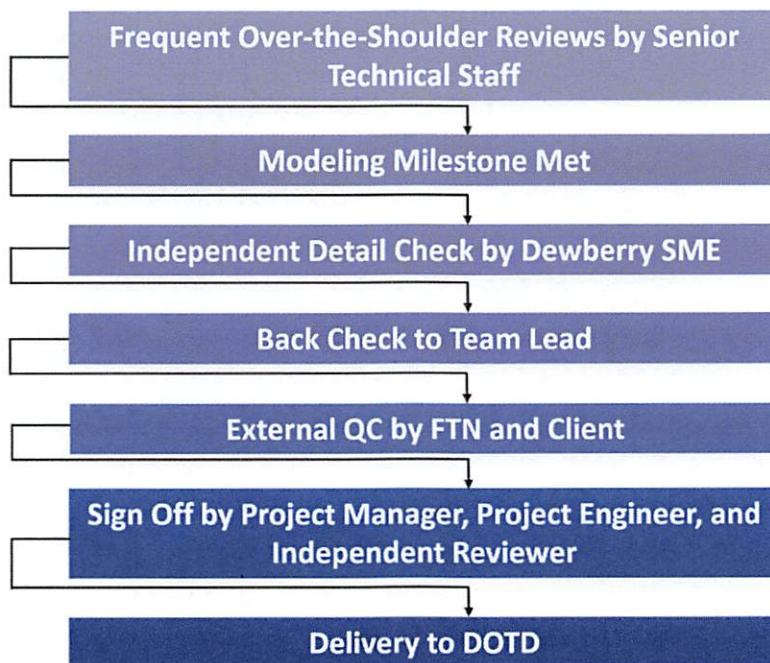 Frequent Over-the-Shoulder Reviews by Senior
Technical Staff
Modeling Milestone Met
Independent Detail Check by Dewberry SME
Back Check to Team Lead
External QC by FTN and Client
Sign Off by Project Manager, Project Engineer, and
Independent Reviewer
Delivery to DOTD